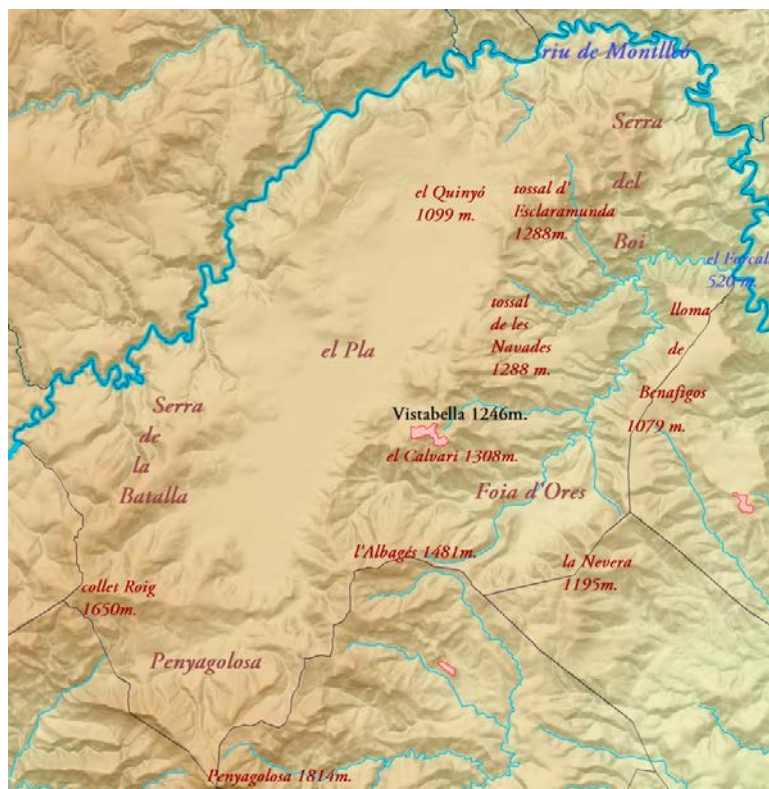 riu de Montlleó
Serra
del
Boi
el Quinyó
1099 m.
tossal d'
Esclaramunda
1288m.
el Forcall
520 m.
tossal
de les
Navades
1288 m.
lloma
de
Benafigos
1079 m.
el Pla
Serra
de
la
Batalla
Vistabella 1246m.
el Calvari 1308m.
Foia d'Ores
l'Albagés 1481m.
la Nevera
1195m.
collet Roig
1650m.
Penyagolosa
Penyagolosa 1814m.